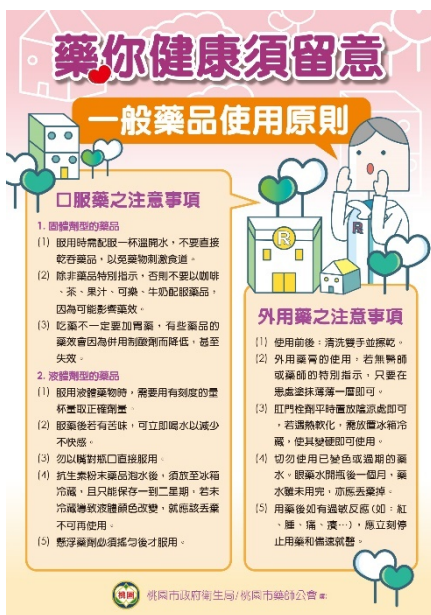 藥你健康須留意
一般藥品使用原則
口服藥之注意事項
1. 固體劑型的藥品
(1) 服用時需配服一杯溫開水，不要直接
乾吞藥品，以免藥物刺激食道。
(2) 除非藥品特別指示，否則不要以咖啡
、茶、果汁、可樂、牛奶配服藥品，
因為可能影響藥效。
(3) 吃藥不一定要加胃藥，有些藥品的
藥效會因為併用制酸劑而降低，甚至
失效。
2. 液體劑型的藥品
(1) 服用液體藥物時，需要用有刻度的量
杯量取正確劑量。
(2) 服藥後若有苦味，可立即喝水以減少
不快感。
(3) 勿以嘴對瓶口直接服用。
(4) 抗生素粉末藥品泡水後，須放至冰箱
冷藏，且只能保存一到二星期，若未
冷藏導致液體顏色改變，就應該丟棄
不可再使用。
(5) 懸浮藥劑必須搖勻後才服用。
R
R
外用藥之注意事項
(1) 使用前後：清洗雙手並擦乾。
(2) 外用藥膏的使用，若無醫師
或藥師的特別指示，只要在
患處塗抹薄薄一層即可。
(3) 肛門栓劑平時置放陰涼處即可
，若遇熱軟化，需放置冰箱冷
藏，使其變硬即可使用。
(4) 切勿使用已變色或過期的藥
水。眼藥水開瓶後一個月，藥
水雖未用完，亦應丟棄掉。
(5) 用藥後如有過敏反應(如：紅
、腫、痛、癢…)，應立刻停
止用藥和儘速就醫。
桃園
桃園市政府衛生局/桃園市藥師公會